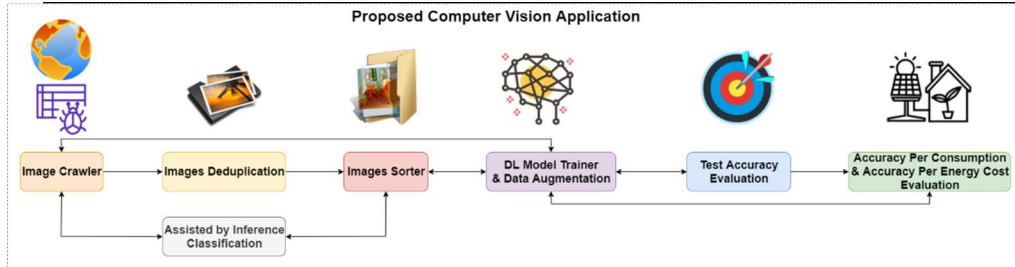 Proposed Computer Vision Application
Image Crawler
Images Deduplication
Images Sorter
DL Model Trainer
& Data Augmentation
Test Accuracy
Evaluation
Accuracy Per Consumption
& Accuracy Per Energy Cost
Evaluation
Assisted by Inference
Classification